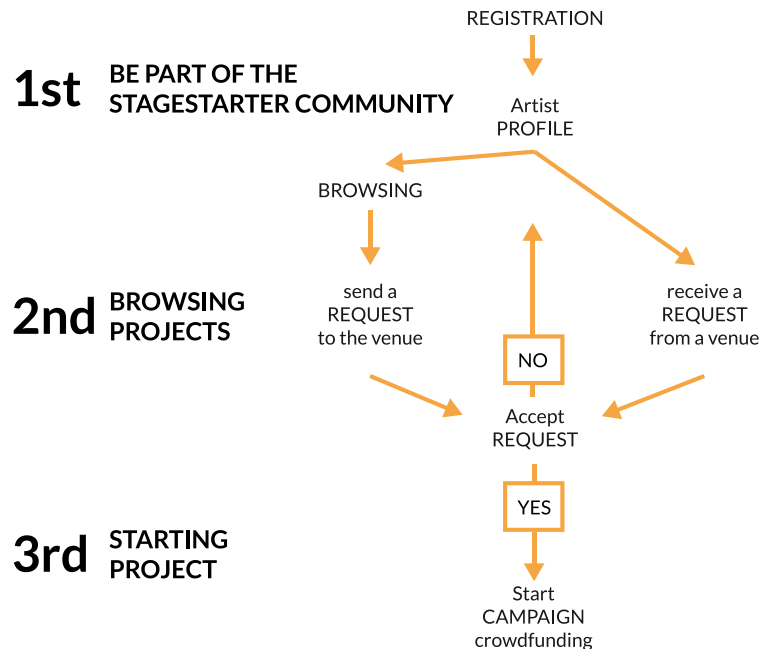 REGISTRATION
1st
BE PART OF THE
STAGESTARTER COMMUNITY
Artist
PROFILE
BROWSING
2nd
BROWSING
PROJECTS
send a
REQUEST
to the venue
receive a
REQUEST
from a venue
NO
Accept
REQUEST
YES
3rd
STARTING
PROJECT
Start
CAMPAIGN
crowdfunding